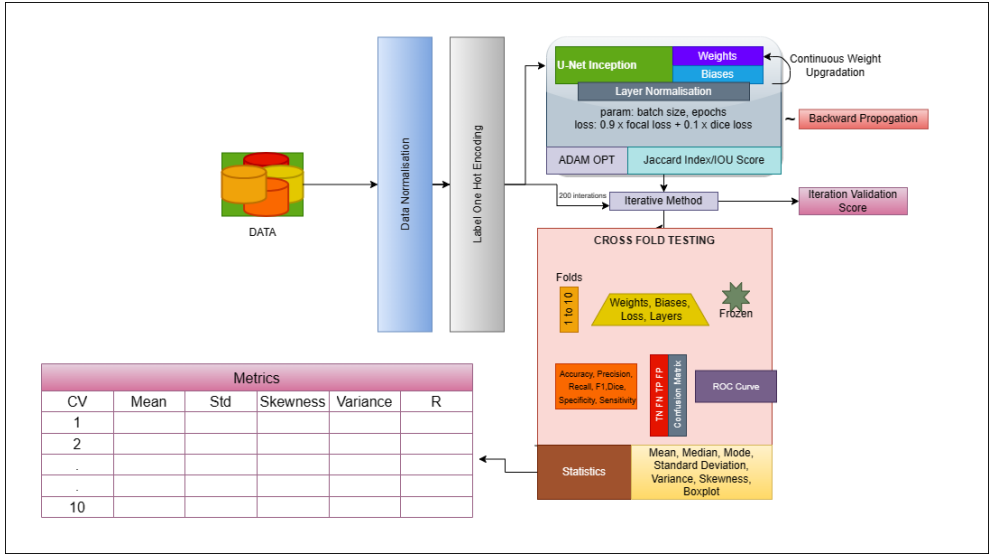 U-Net Inception
Weights
Biases
Continuous Weight
Upgradation
Layer Normalisation
param: batch size, epochs
loss: 0.9 x focal loss + 0.1 x dice loss
~
Backward Propogation
ADAM OPT
Jaccard Index/IOU Score
Data Normalisation
Label One Hot Encoding
DATA
200 interations
Iterative Method
Iteration Validation
Score
CROSS FOLD TESTING
Folds
1 to 10
Weights, Biases,
Loss, Layers
Frozen
Accuracy, Precision,
Recall, F1,Dice,
Specificity, Sensitivity
TN FN TP FP
Confusion Metrix
ROC Curve
Statistics
Mean, Median, Mode,
Standard Deviation,
Variance, Skewness,
Boxplot
Metrics
CV Mean Std Skewness Variance R
1
2
.
.
10